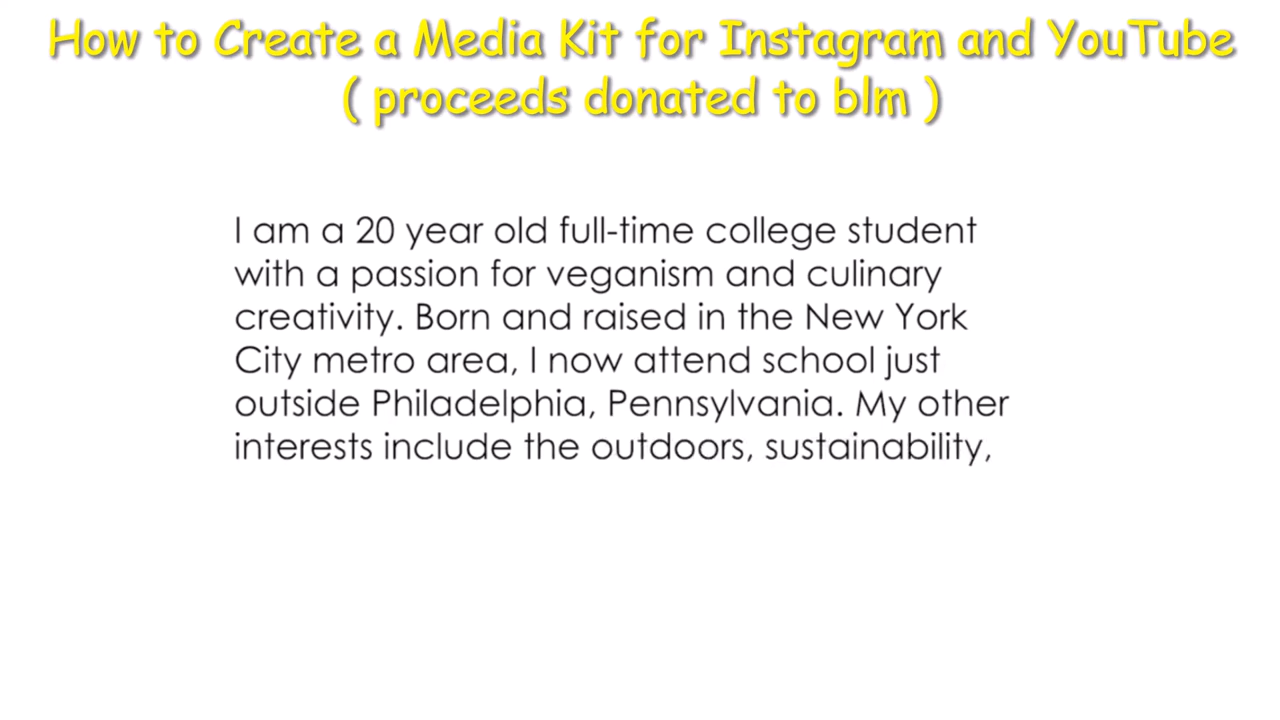 How to Create a Media Kit for Instagram and YouTube
( proceeds donated to blm )
I am a 20 year old full-time college student
with a passion for veganism and culinary
creativity. Born and raised in the New York
City metro area, I now attend school just
outside Philadelphia, Pennsylvania. My other
interests include the outdoors, sustainability,